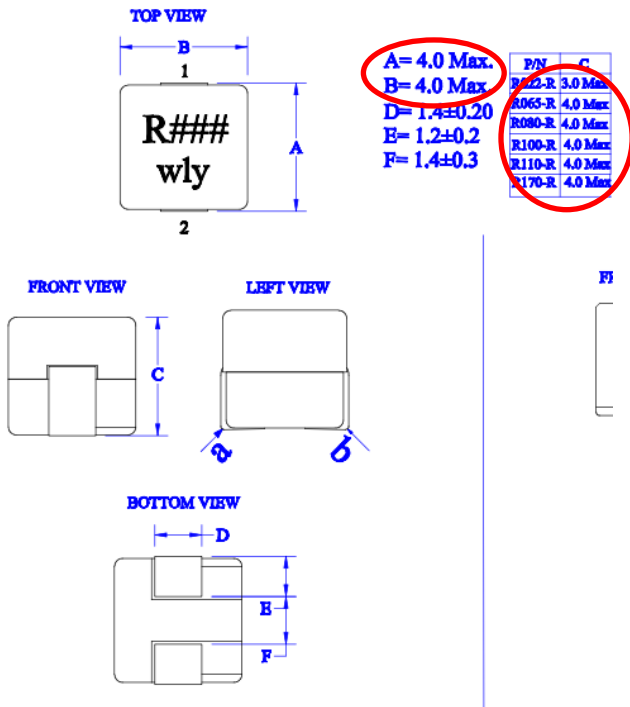 TOP VIEW
B
1
R###
wly
A
2
A= 4.0 Max.
B= 4.0 Max.
D= 1.4±0.20
E= 1.2±0.2
F= 1.4±0.3
P/N C
R022-R 3.0 Max
R065-R 4.0 Max
R080-R 4.0 Max
R100-R 4.0 Max
R110-R 4.0 Max
R170-R 4.0 Max
FRONT VIEW
LEFT VIEW
C
a
b
BOTTOM VIEW
D
E
F